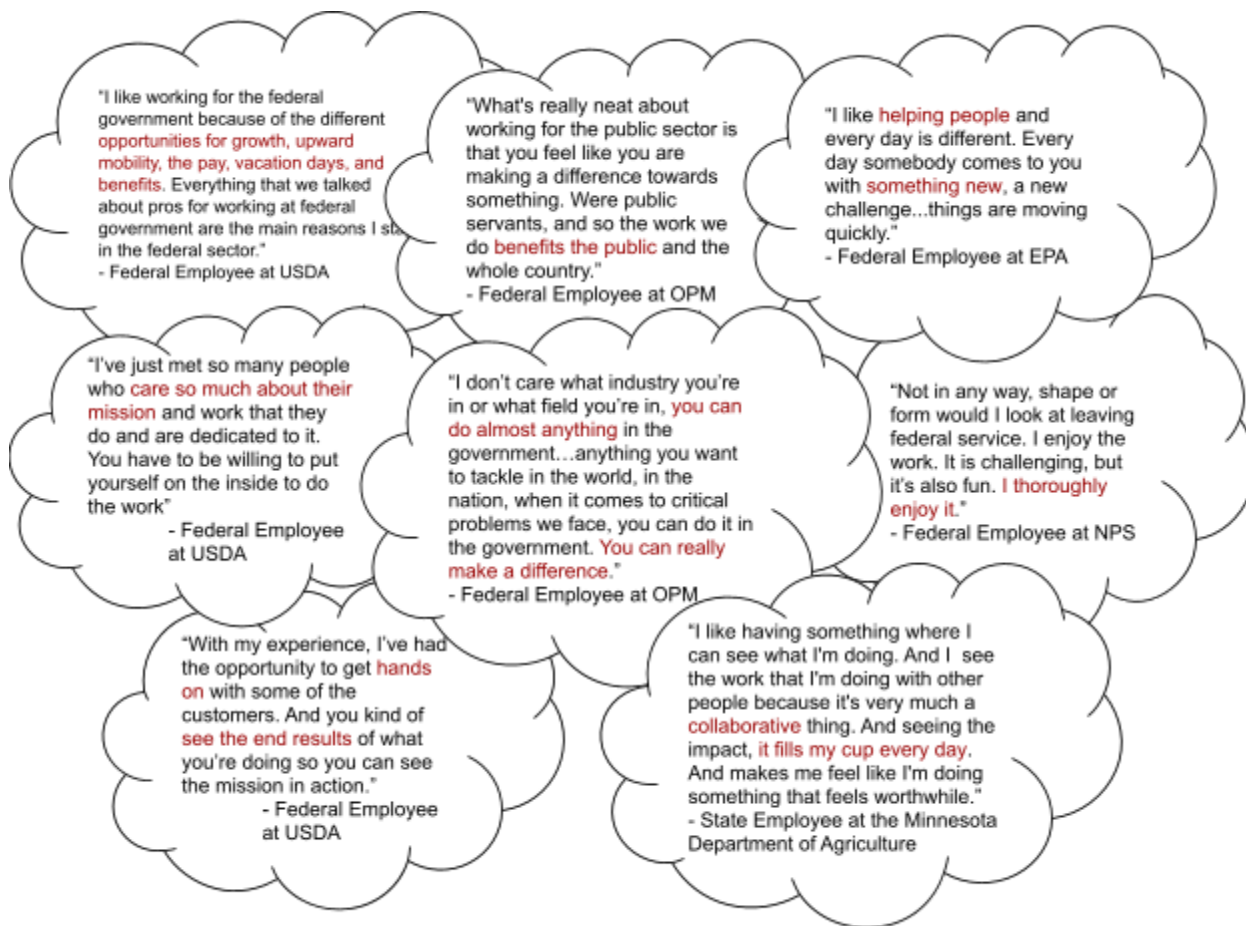 “I like working for the federal
government because of the different
opportunities for growth, upward
mobility, the pay, vacation days, and
benefits. Everything that we talked
about pros for working at federal
government are the main reasons I sta
in the federal sector.”
- Federal Employee at USDA
“What's really neat about
working for the public sector is
that you feel like you are
making a difference towards
something. Were public
servants, and so the work we
do benefits the public and the
whole country.”
- Federal Employee at OPM
“I like helping people and
every day is different. Every
day somebody comes to you
with something new, a new
challenge...things are moving
quickly.”
- Federal Employee at EPA
“I’ve just met so many people
who care so much about their
mission and work that they
do and are dedicated to it.
You have to be willing to put
yourself on the inside to do
the work”
- Federal Employee
at USDA
“I don’t care what industry you’re
in or what field you’re in, you can
do almost anything in the
government…anything you want
to tackle in the world, in the
nation, when it comes to critical
problems we face, you can do it in
the government. You can really
make a difference.”
- Federal Employee at OPM
“Not in any way, shape or
form would I look at leaving
federal service. I enjoy the
work. It is challenging, but
it’s also fun. I thoroughly
enjoy it.”
- Federal Employee at NPS
“With my experience, I’ve had
the opportunity to get hands
on with some of the
customers. And you kind of
see the end results of what
you’re doing so you can see
the mission in action.”
- Federal Employee
at USDA
“I like having something where I
can see what I'm doing. And I  see
the work that I'm doing with other
people because it's very much a
collaborative thing. And seeing the
impact, it fills my cup every day.
And makes me feel like I'm doing
something that feels worthwhile.”
- State Employee at the Minnesota
Department of Agriculture